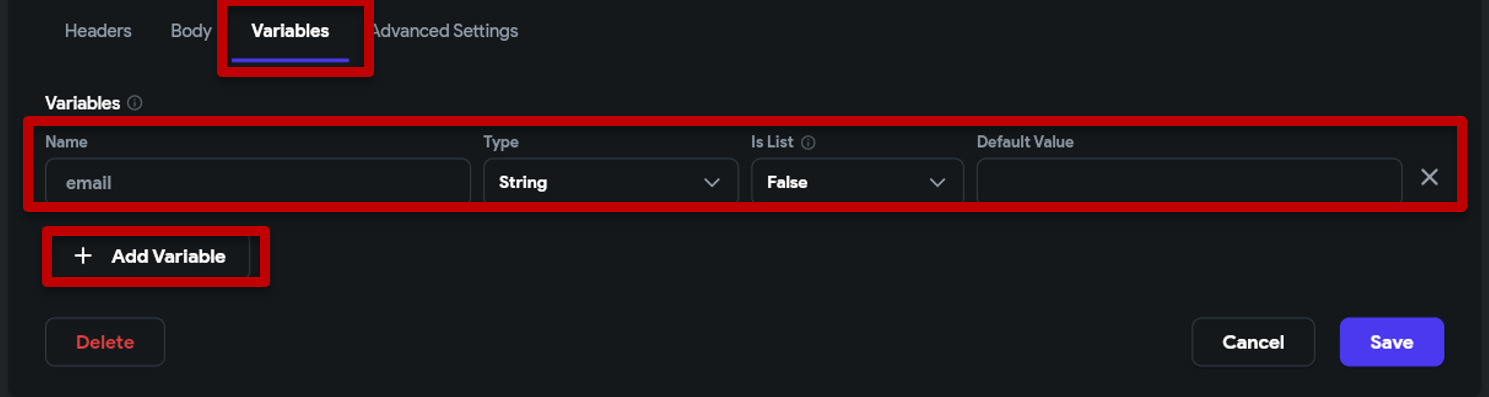 Headers Body Variables Advanced Settings
Variables
Name Type Is List Default Value
email String False
+ Add Variable
Delete Cancel Save